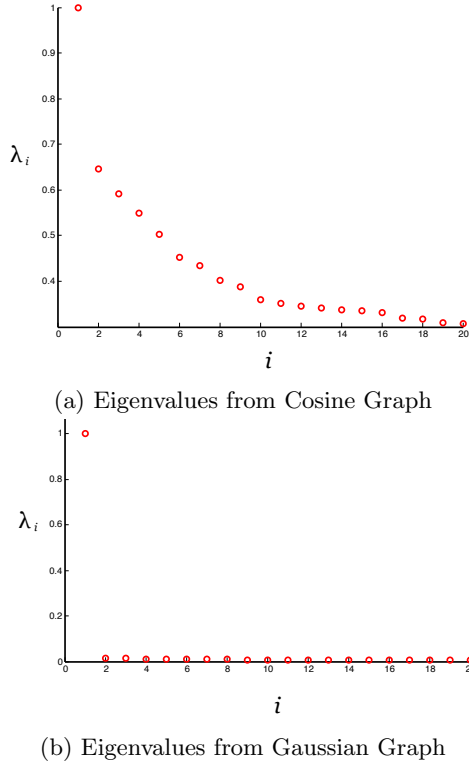 1
0.9
0.8
0.7
λi
0.6
0.5
0.4
0 2 4 6 8 10 12 14 16 18 20
i
(a) Eigenvalues from Cosine Graph
1
0.8
λi
0.6
0.4
0.2
0
0 2 4 6 8 10 12 14 16 18 20
i
(b) Eigenvalues from Gaussian Graph